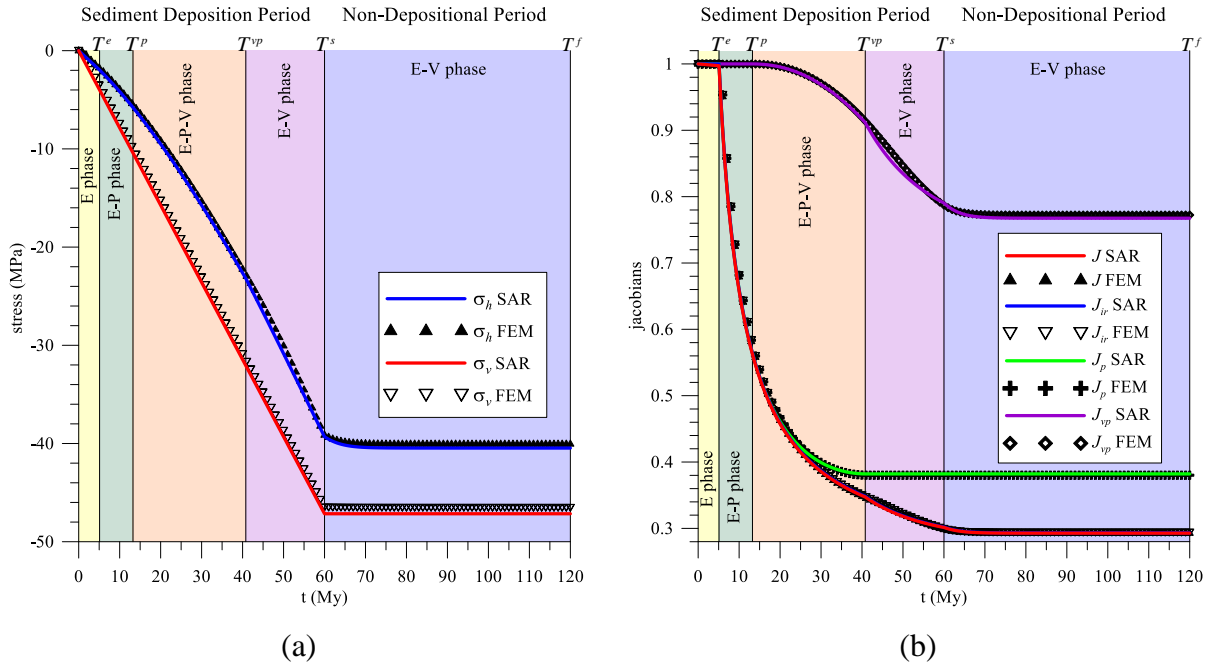 Sediment Deposition Period Non-Depositional Period
T^e T^p T^vp T^s T^f
0
-10
-20
-30
-40
-50
stress (MPa)
E phase
E-P phase
E-P-V phase
E-V phase
E-V phase
σ_h SAR
σ_h FEM
σ_v SAR
σ_v FEM
0 10 20 30 40 50 60 70 80 90 100 110 120
t (My)
(a)
Sediment Deposition Period Non-Depositional Period
T^e T^p T^vp T^s T^f
1
0.9
0.8
0.7
0.6
0.5
0.4
0.3
jacobians
E phase
E-P phase
E-P-V phase
E-V phase
E-V phase
J SAR
J FEM
J_ir SAR
J_ir FEM
J_p SAR
J_p FEM
J_vp SAR
J_vp FEM
0 10 20 30 40 50 60 70 80 90 100 110 120
t (My)
(b)